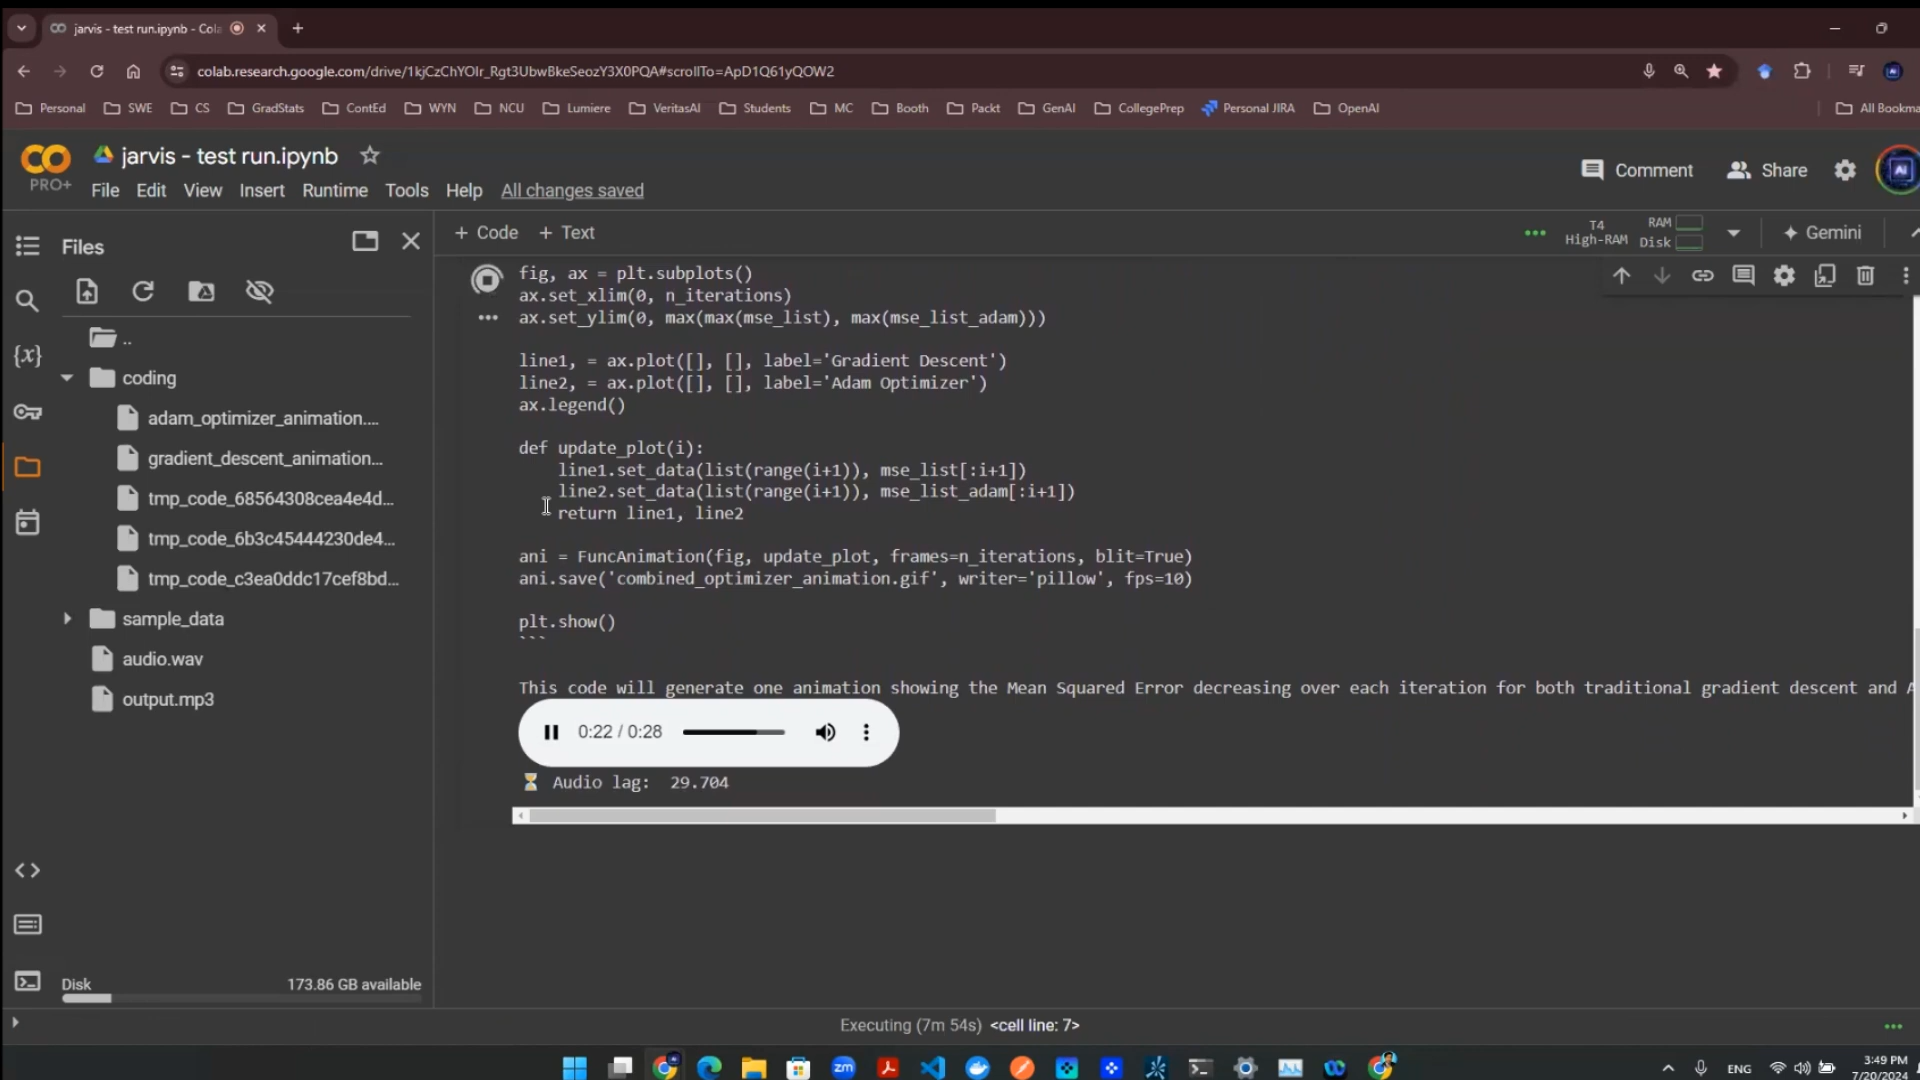 jarvis - test run.ipynb - Cola
colab.research.google.com/drive/1kjCzChYOIr_Rgt3UbwBkeSeozY3X0PQA#scrollTo=ApD1Q61yQOW2
Personal SWE CS GradStats ContEd WYN NCU Lumiere VeritasAI Students MC Booth Packt GenAI CollegePrep Personal JIRA OpenAI All Bookma
CO
PRO+
jarvis - test run.ipynb
File Edit View Insert Runtime Tools Help All changes saved
Comment Share AI
Files
+ Code + Text
T4
High-RAM
RAM
Disk
Gemini
..
coding
adam_optimizer_animation....
gradient_descent_animation...
tmp_code_68564308cea4e4d...
tmp_code_6b3c45444230de4...
tmp_code_c3ea0ddc17cef8bd...
sample_data
audio.wav
output.mp3
{x}
Disk 173.86 GB available
fig, ax = plt.subplots()
ax.set_xlim(0, n_iterations)
ax.set_ylim(0, max(max(mse_list), max(mse_list_adam)))
line1, = ax.plot([], [], label='Gradient Descent')
line2, = ax.plot([], [], label='Adam Optimizer')
ax.legend()
def update_plot(i):
line1.set_data(list(range(i+1)), mse_list[:i+1])
line2.set_data(list(range(i+1)), mse_list_adam[:i+1])
return line1, line2
ani = FuncAnimation(fig, update_plot, frames=n_iterations, blit=True)
ani.save('combined_optimizer_animation.gif', writer='pillow', fps=10)
plt.show()
```
This code will generate one animation showing the Mean Squared Error decreasing over each iteration for both traditional gradient descent and A
0:22 / 0:28
⏳ Audio lag: 29.704
Executing (7m 54s) <cell line: 7>
zm
ENG
3:49 PM
7/20/2024